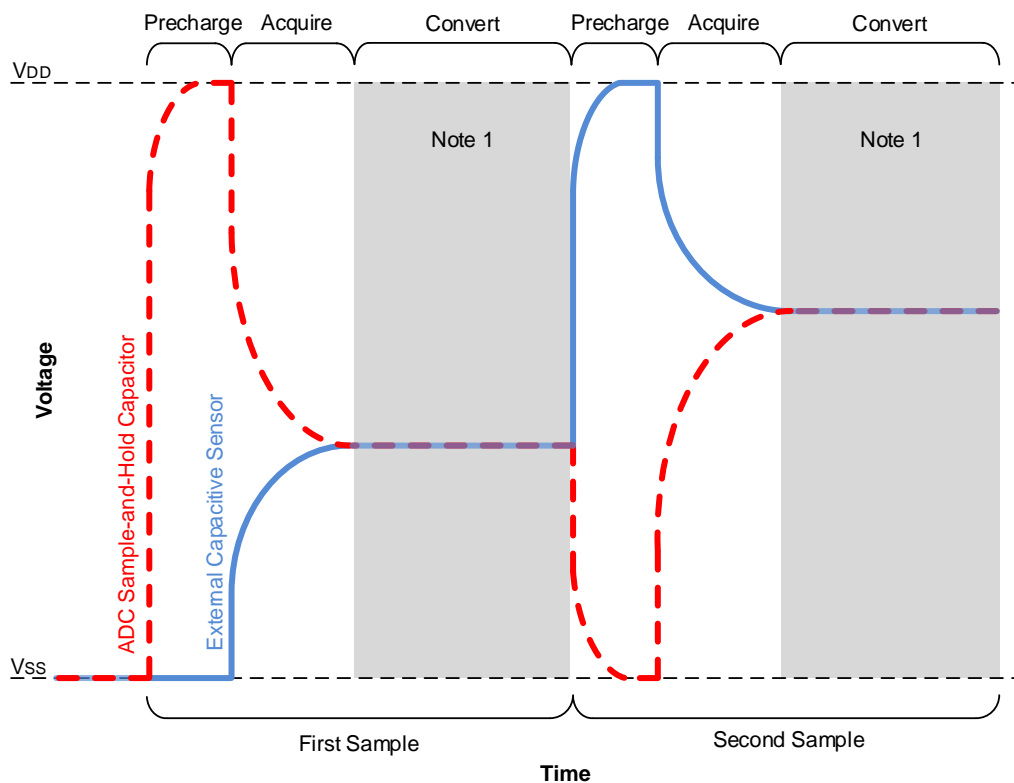 Precharge Acquire Convert Precharge Acquire Convert
VDD
Note 1 Note 1
Voltage
ADC Sample-and-Hold Capacitor
External Capacitive Sensor
VSS
First Sample Second Sample
Time